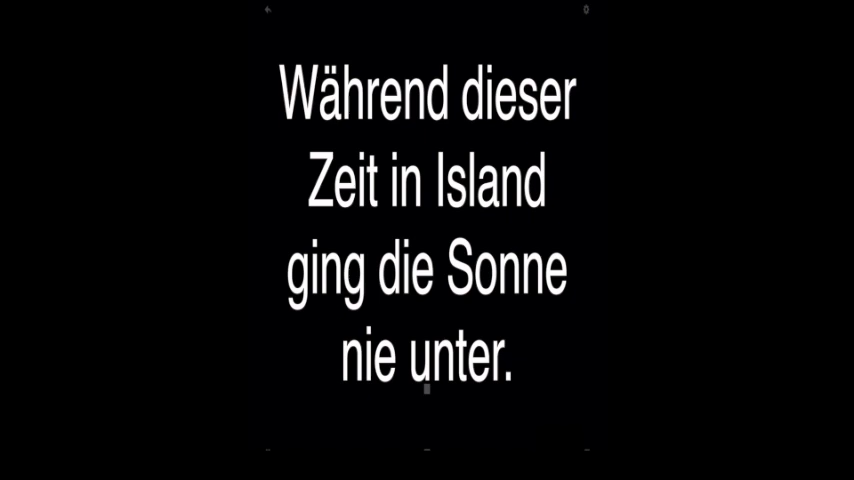 Während dieser
Zeit in Island
ging die Sonne
nie unter.